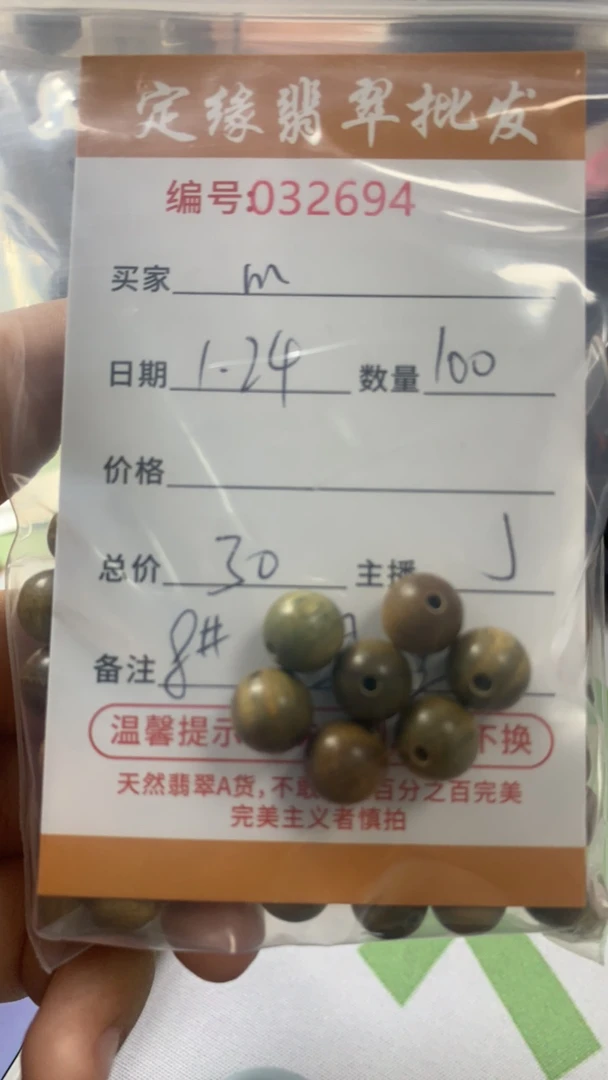 定缘翡翠批发
编号:032694
买家 m
日期 1.24 数量 100
价格
总价 30 主播 J
备注 8#
温馨提示 不换
天然翡翠A货,不 百分之百完美
完美主义者慎拍